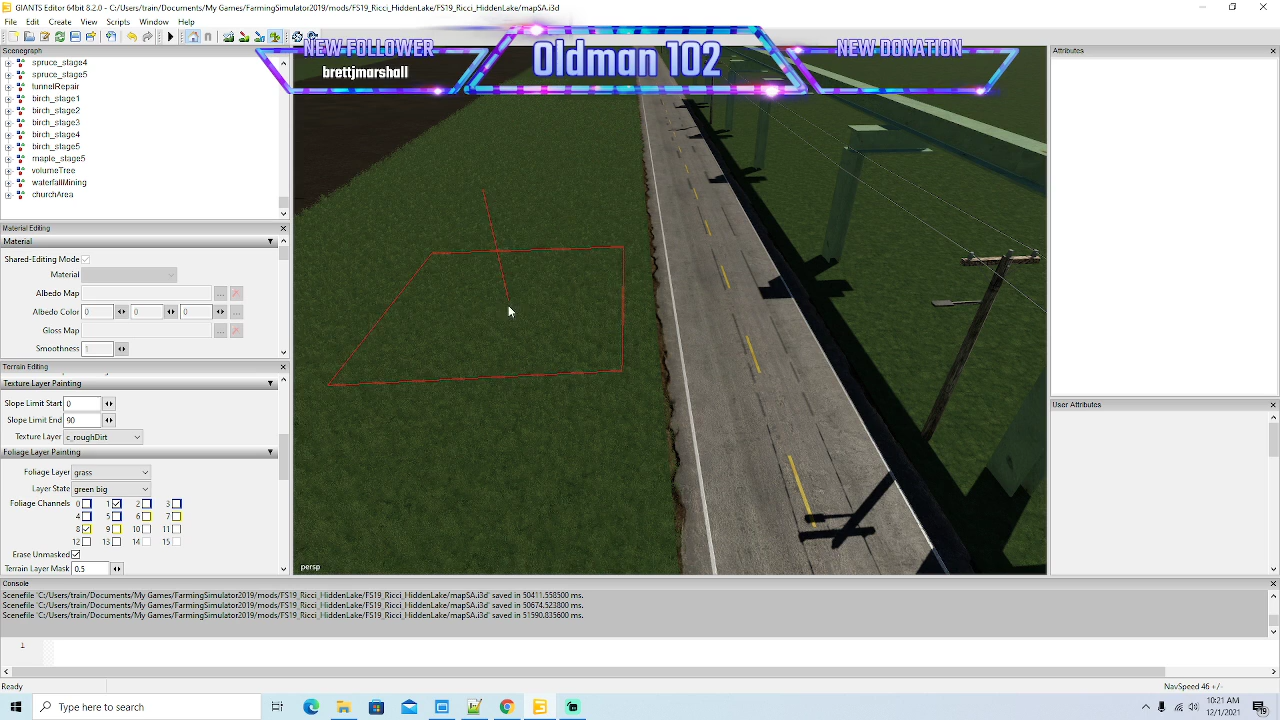 GIANTS Editor 64bit 8.2.0 - C:/Users/train/Documents/My Games/FarmingSimulator2019/mods/FS19_Ricci_HiddenLake/FS19_Ricci_HiddenLake/mapSA.i3d
File Edit Create View
Window Help
NEW FOLLOWER
brettjmarshall
Oldman 102
NEW DONATION
spruce_stage4
spruce_stage5
lantern_birch
birch_stage1
birch_stage2
birch_stage3
birch_stage4
birch_stage5
maple_stage5
volume
waterfallMining
Material Editing
Material
Shared Editing Mode
Material
Albedo Map
Albedo Color 0 0 0
Gloss Map
Smoothness 1
Terrain Editing
Texture Layer Painting
Slope Limit Start 0
Slope Limit End 90
Texture Layer c_roughDirt
Foliage Layer Painting
Foliage Layer grass
Layer State green big
Foliage Channels 0 1 2 3
4 5 6 7
8 9 10 11
12 13 14 15
Erase Unmasked
Terrain Layer Mask 0.5
persp
User Attributes
Console
Scenefile 'C:/Users/train/Documents/My Games/FarmingSimulator2019/mods/FS19_Ricci_HiddenLake/FS19_Ricci_HiddenLake/mapSA.i3d' saved in 50411.558500 ms.
Scenefile 'C:/Users/train/Documents/My Games/FarmingSimulator2019/mods/FS19_Ricci_HiddenLake/FS19_Ricci_HiddenLake/mapSA.i3d' saved in 50674.523800 ms.
Scenefile 'C:/Users/train/Documents/My Games/FarmingSimulator2019/mods/FS19_Ricci_HiddenLake/FS19_Ricci_HiddenLake/mapSA.i3d' saved in 51590.835600 ms.
1
Ready
NavSpeed 46 +/-
Type here to search
10:21 AM
12/1/2021